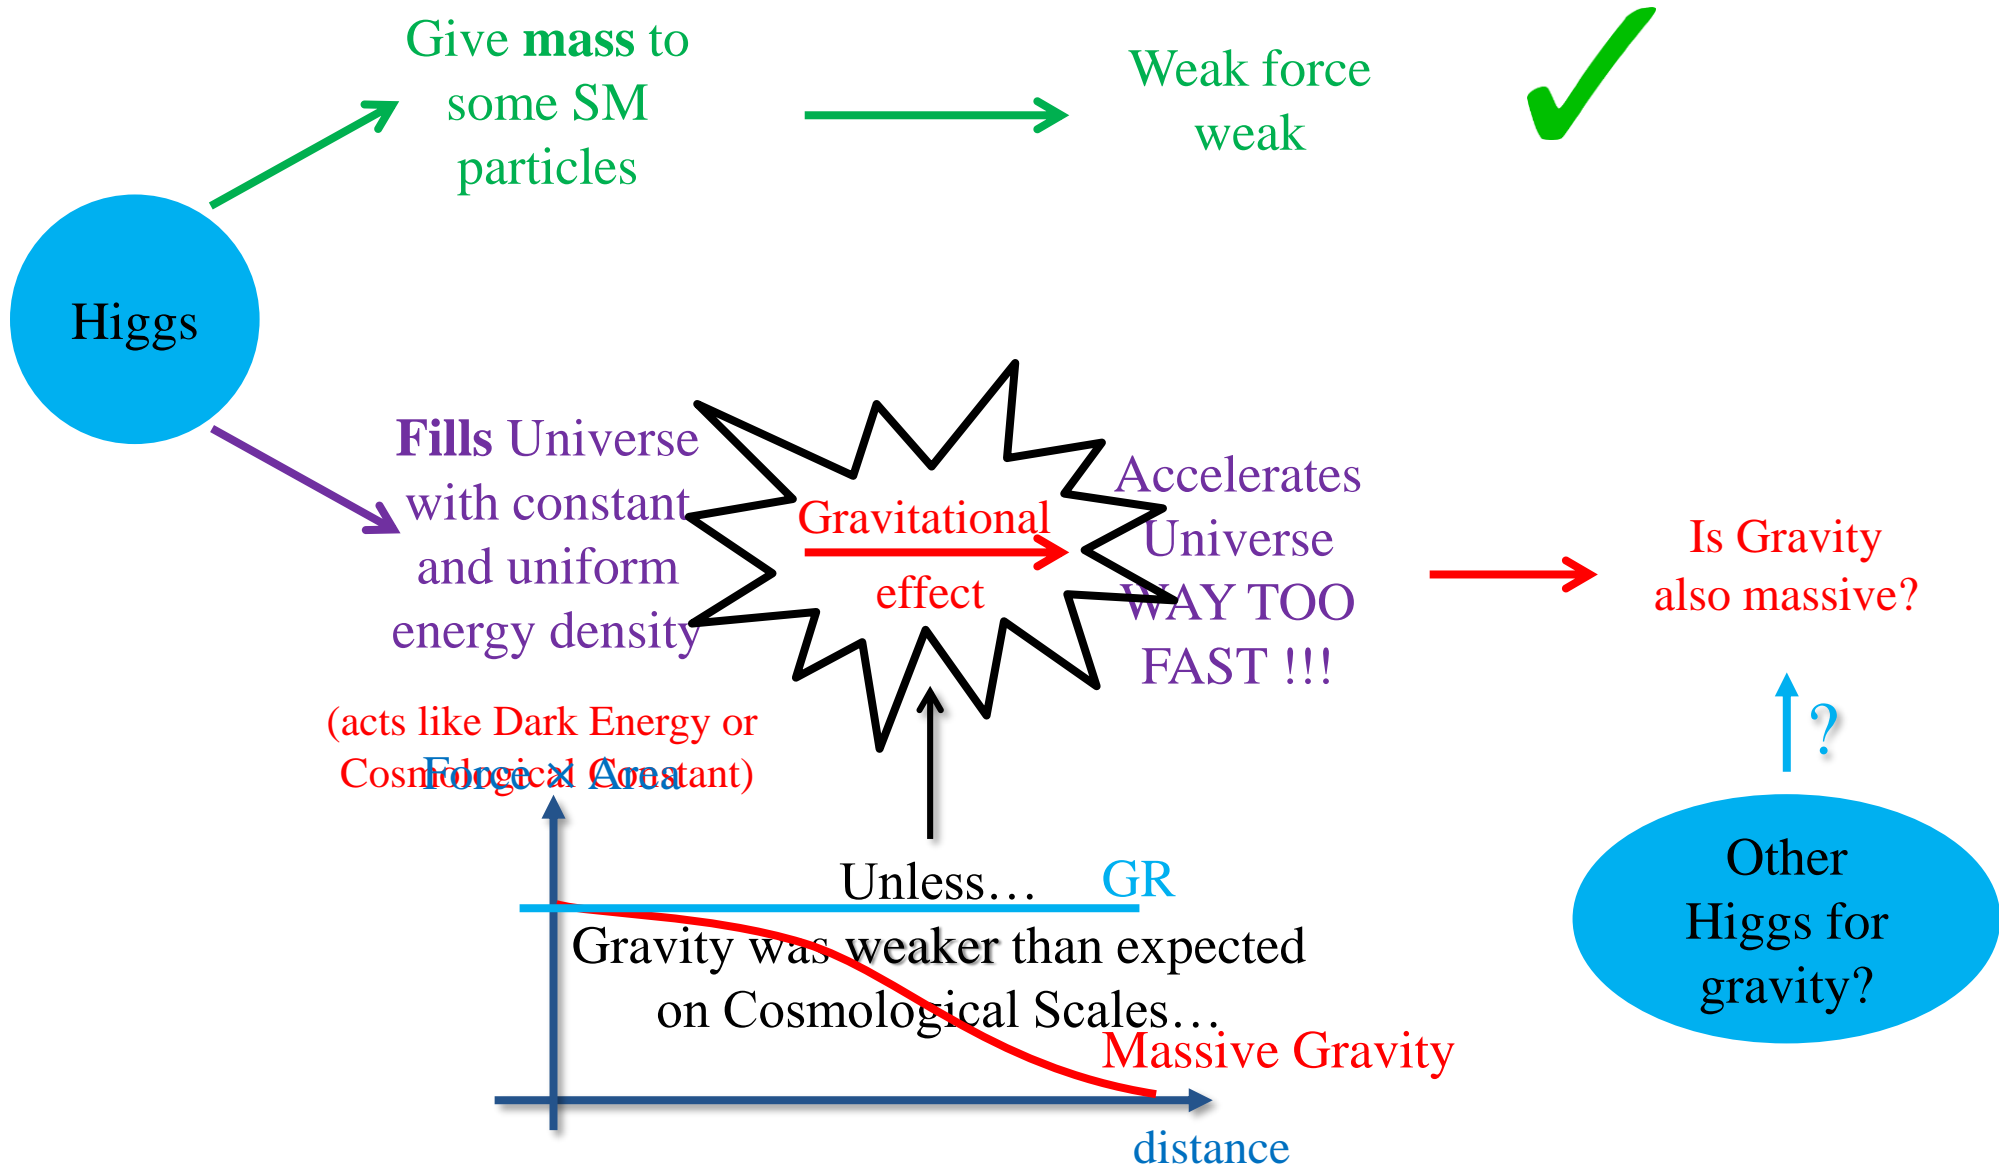 Give mass to
some SM
particles
Weak force
weak
Higgs
Fills Universe
with constant
and uniform
energy density
(acts like Dark Energy or
Cosmological Constant)
Gravitational
effect
Accelerates
Universe
WAY TOO
FAST !!!
Is Gravity
also massive?
?
Other
Higgs for
gravity?
Force × Area
Unless…
Gravity was weaker than expected
on Cosmological Scales…
GR
Massive Gravity
distance